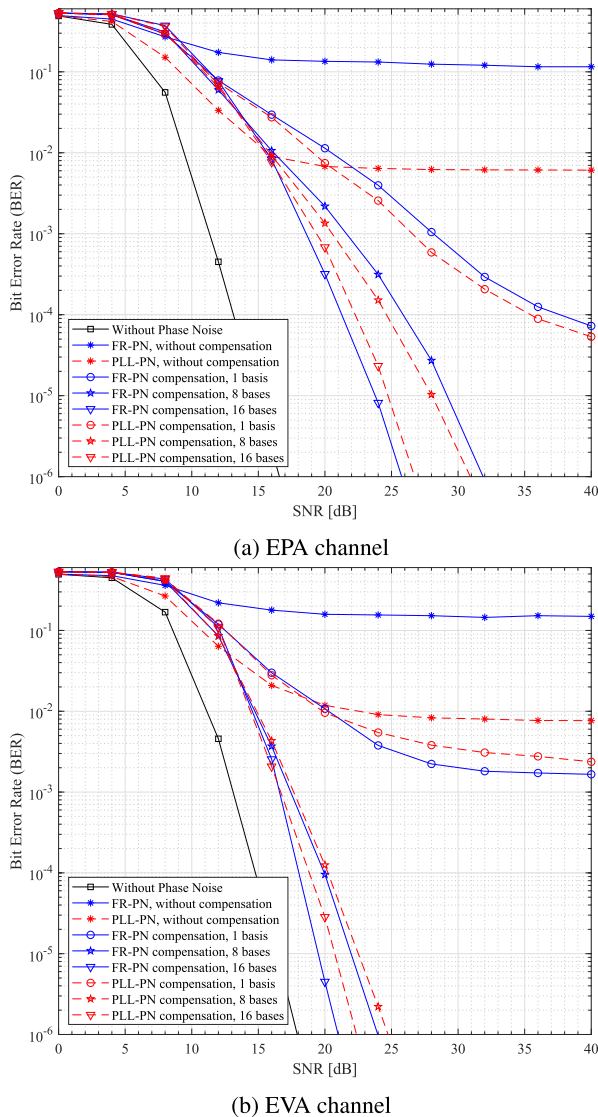 10^-1
10^-2
10^-3
10^-4
10^-5
10^-6
Bit Error Rate (BER)
Without Phase Noise
FR-PN, without compensation
PLL-PN, without compensation
FR-PN compensation, 1 basis
FR-PN compensation, 8 bases
FR-PN compensation, 16 bases
PLL-PN compensation, 1 basis
PLL-PN compensation, 8 bases
PLL-PN compensation, 16 bases
0 5 10 15 20 25 30 35 40
SNR [dB]
(a) EPA channel
10^-1
10^-2
10^-3
10^-4
10^-5
10^-6
Bit Error Rate (BER)
Without Phase Noise
FR-PN, without compensation
PLL-PN, without compensation
FR-PN compensation, 1 basis
FR-PN compensation, 8 bases
FR-PN compensation, 16 bases
PLL-PN compensation, 1 basis
PLL-PN compensation, 8 bases
PLL-PN compensation, 16 bases
0 5 10 15 20 25 30 35 40
SNR [dB]
(b) EVA channel